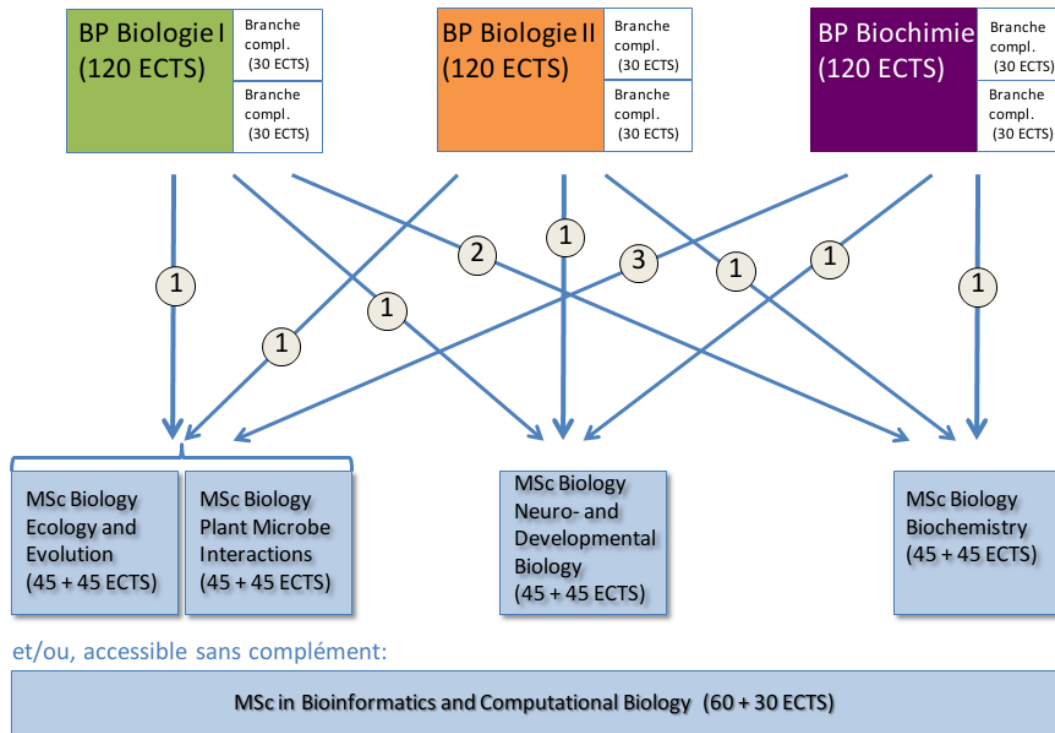 BP Biologie I
(120 ECTS)
Branche
compl.
(30 ECTS)
Branche
compl.
(30 ECTS)
BP Biologie II
(120 ECTS)
Branche
compl.
(30 ECTS)
Branche
compl.
(30 ECTS)
BP Biochimie
(120 ECTS)
Branche
compl.
(30 ECTS)
Branche
compl.
(30 ECTS)
2
1
3
1
1
1
1
1
1
MSc Biology
Ecology and
Evolution
(45 + 45 ECTS)
MSc Biology
Plant Microbe
Interactions
(45 + 45 ECTS)
MSc Biology
Neuro- and
Developmental
Biology
(45 + 45 ECTS)
MSc Biology
Biochemistry
(45 + 45 ECTS)
et/ou, accessible sans complément:
MSc in Bioinformatics and Computational Biology (60 + 30 ECTS)